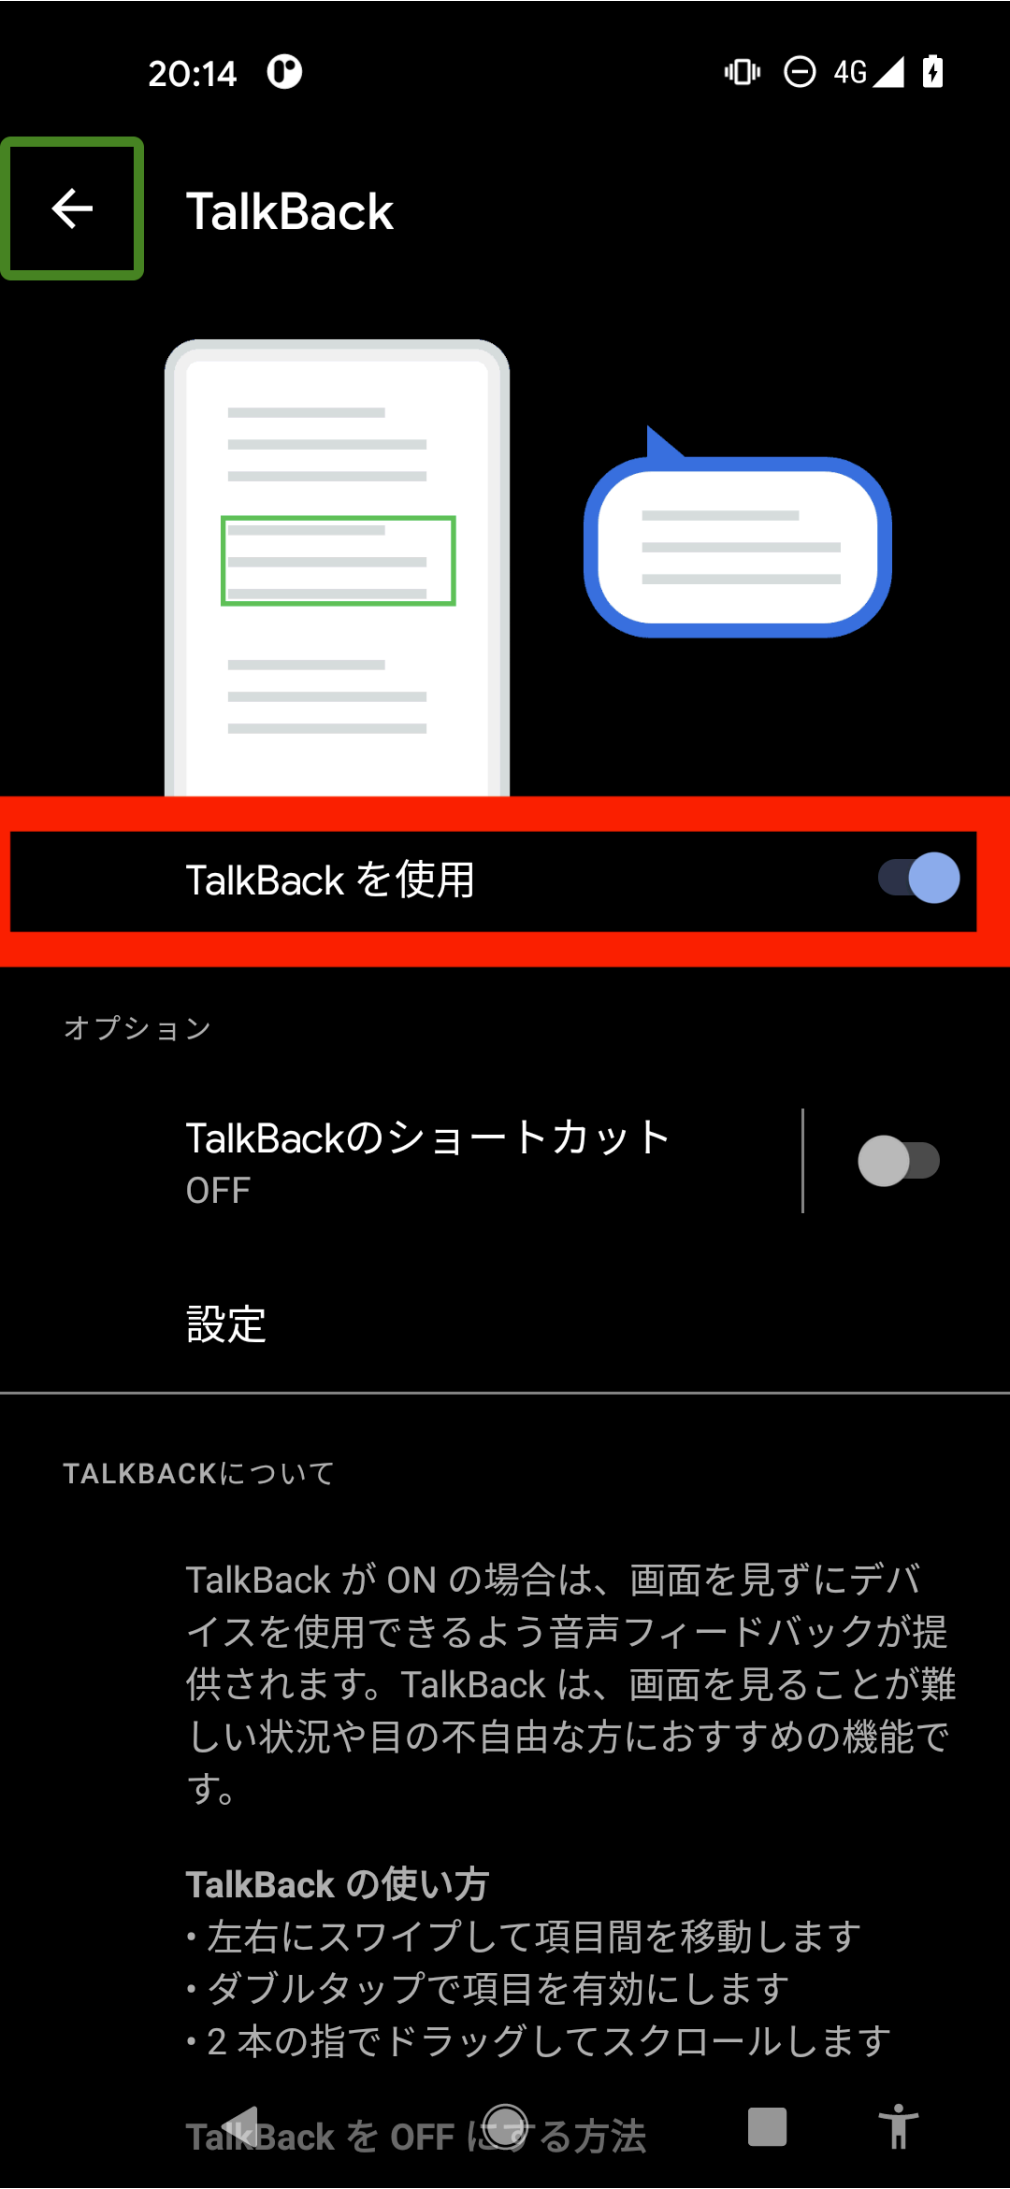 20:14
4G
TalkBack
TalkBack を使用
オプション
TalkBackのショートカット
OFF
設定
TALKBACKについて
TalkBack が ON の場合は、画面を見ずにデバ
イスを使用できるよう音声フィードバックが提
供されます。TalkBack は、画面を見ることが難
しい状況や目の不自由な方におすすめの機能で
す。
TalkBack の使い方
• 左右にスワイプして項目間を移動します
• ダブルタップで項目を有効にします
• 2 本の指でドラッグしてスクロールします
TalkBack を OFF にする方法